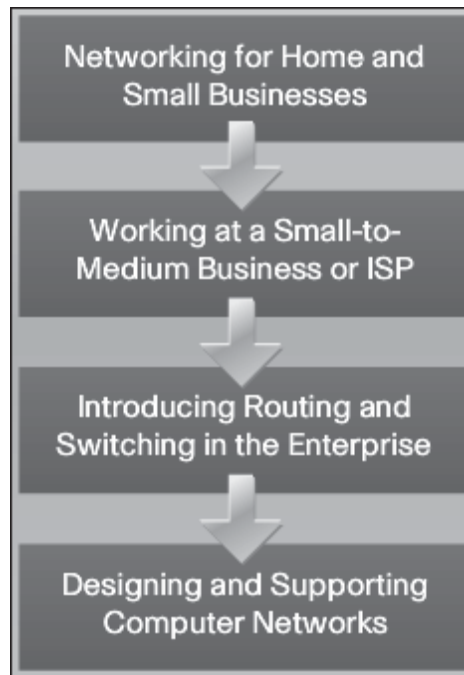 Networking for Home and
Small Businesses
Working at a Small-to-
Medium Business or ISP
Introducing Routing and
Switching in the Enterprise
Designing and Supporting
Computer Networks